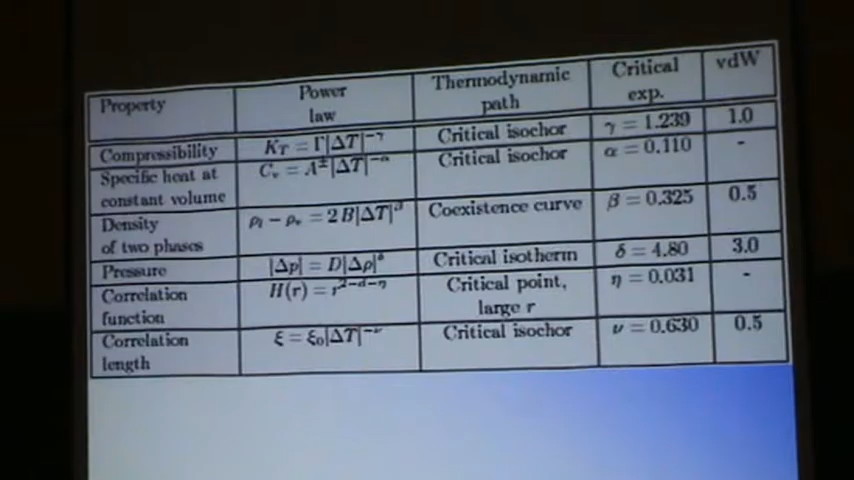 Property Power law Thermodynamic path Critical exp. vdW
Compressibility K_T = Γ|ΔT|^{-γ} Critical isochor γ = 1.239 1.0
Specific heat at constant volume C_v = A^±|ΔT|^{-α} Critical isochor α = 0.110 -
Density of two phases ρ_l − ρ_v = 2B|ΔT|^β Coexistence curve β = 0.325 0.5
Pressure |Δp| = D|Δρ|^δ Critical isotherm δ = 4.80 3.0
Correlation function H(r) = r^{2−d−η} Critical point, large r η = 0.031 -
Correlation length ξ = ξ_0|ΔT|^{−ν} Critical isochor ν = 0.630 0.5